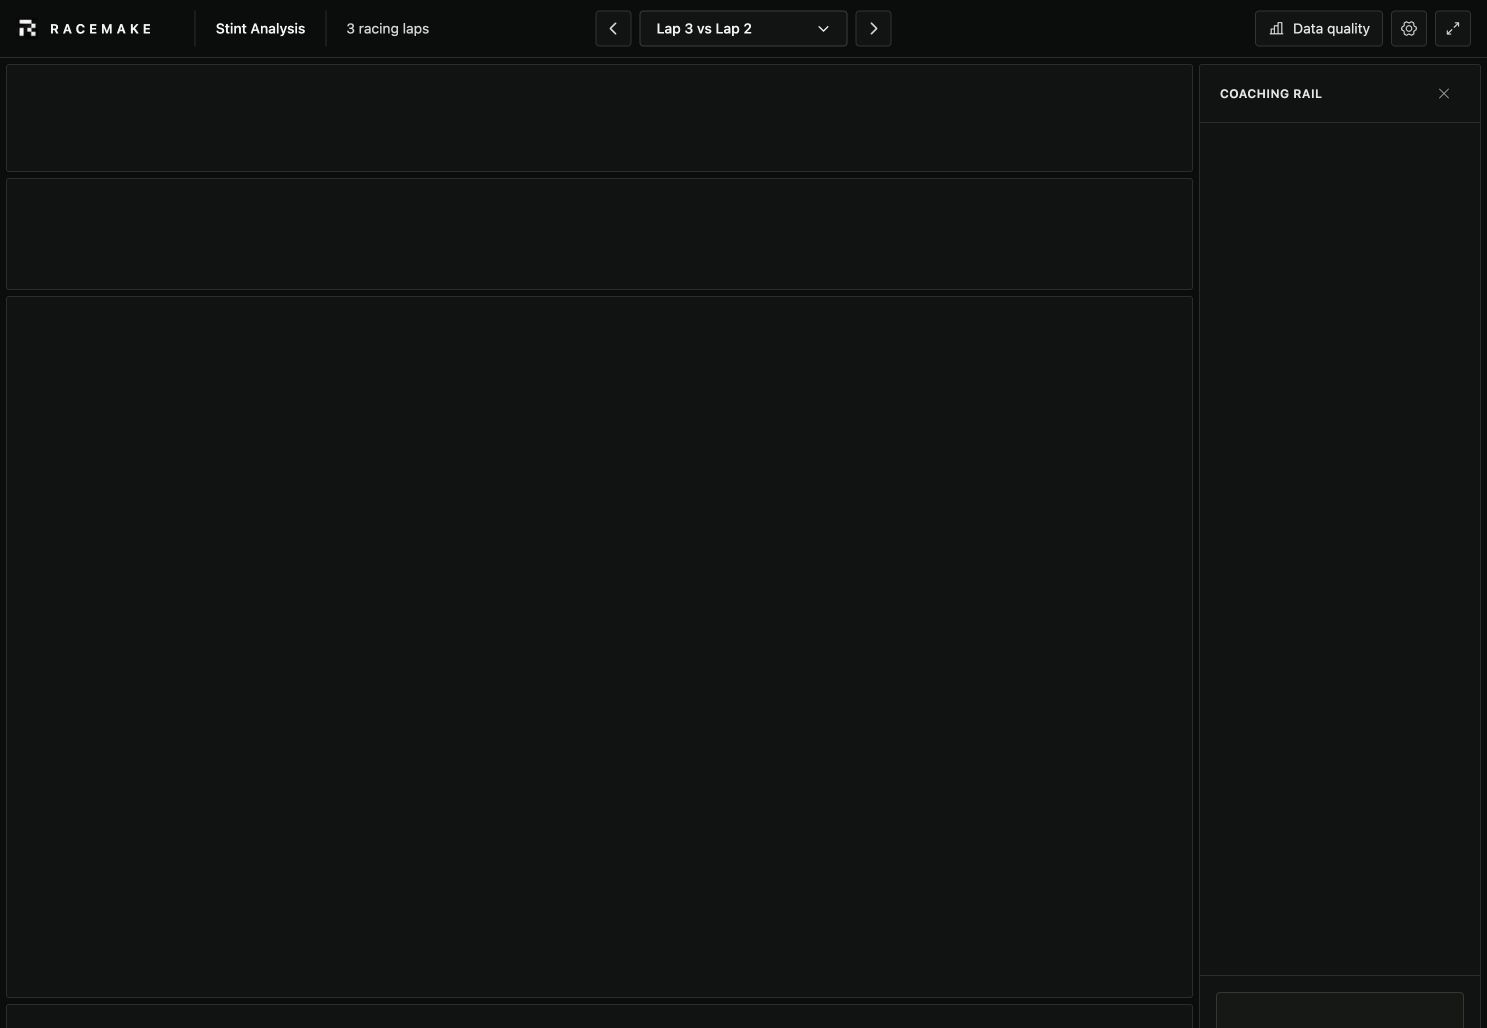 RACEMAKE
Stint Analysis
3 racing laps
Lap 3 vs Lap 2
Data quality
COACHING RAIL